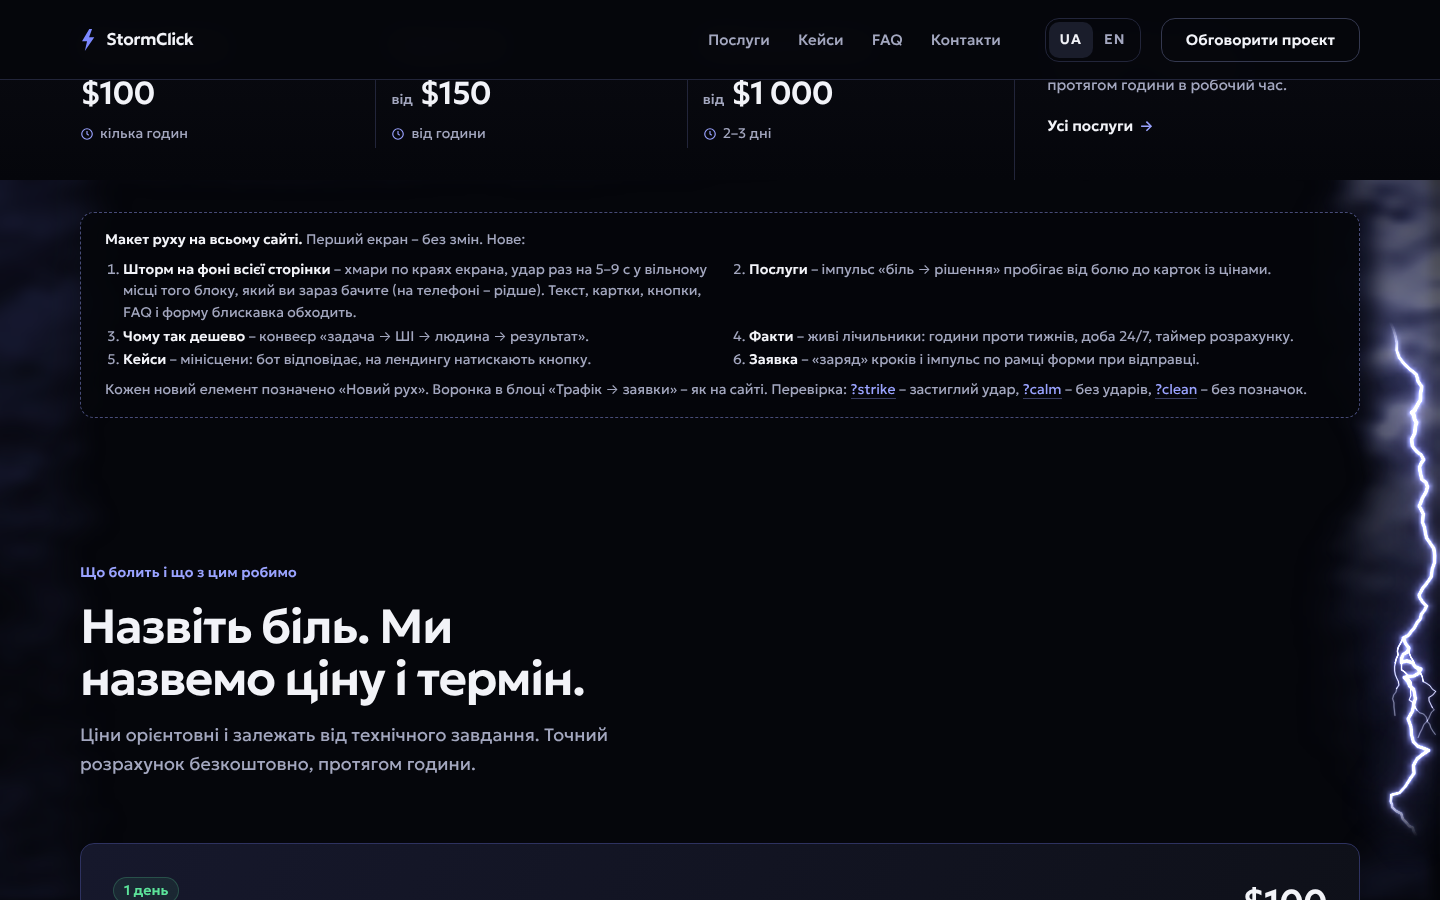 StormClick
Послуги Кейси FAQ Контакти UA EN Обговорити проєкт
$100 від $150 від $1 000 протягом години в робочий час.
кілька годин від години 2–3 дні Усі послуги →
Макет руху на всьому сайті. Перший екран – без змін. Нове:
1. Шторм на фоні всієї сторінки – хмари по краях екрана, удар раз на 5–9 с у вільному
місці того блоку, який ви зараз бачите (на телефоні – рідше). Текст, картки, кнопки,
FAQ і форму блискавка обходить.
2. Послуги – імпульс «біль → рішення» пробігає від болю до карток із цінами.
3. Чому так дешево – конвеєр «задача → ШІ → людина → результат».
4. Факти – живі лічильники: години проти тижнів, доба 24/7, таймер розрахунку.
5. Кейси – мінісцени: бот відповідає, на лендингу натискають кнопку.
6. Заявка – «заряд» кроків і імпульс по рамці форми при відправці.
Кожен новий елемент позначено «Новий рух». Воронка в блоці «Трафік → заявки» – як на сайті. Перевірка: ?strike – застиглий удар, ?calm – без ударів, ?clean – без позначок.
Що болить і що з цим робимо
Назвіть біль. Ми
назвемо ціну і термін.
Ціни орієнтовні і залежать від технічного завдання. Точний
розрахунок безкоштовно, протягом години.
1 день
$100